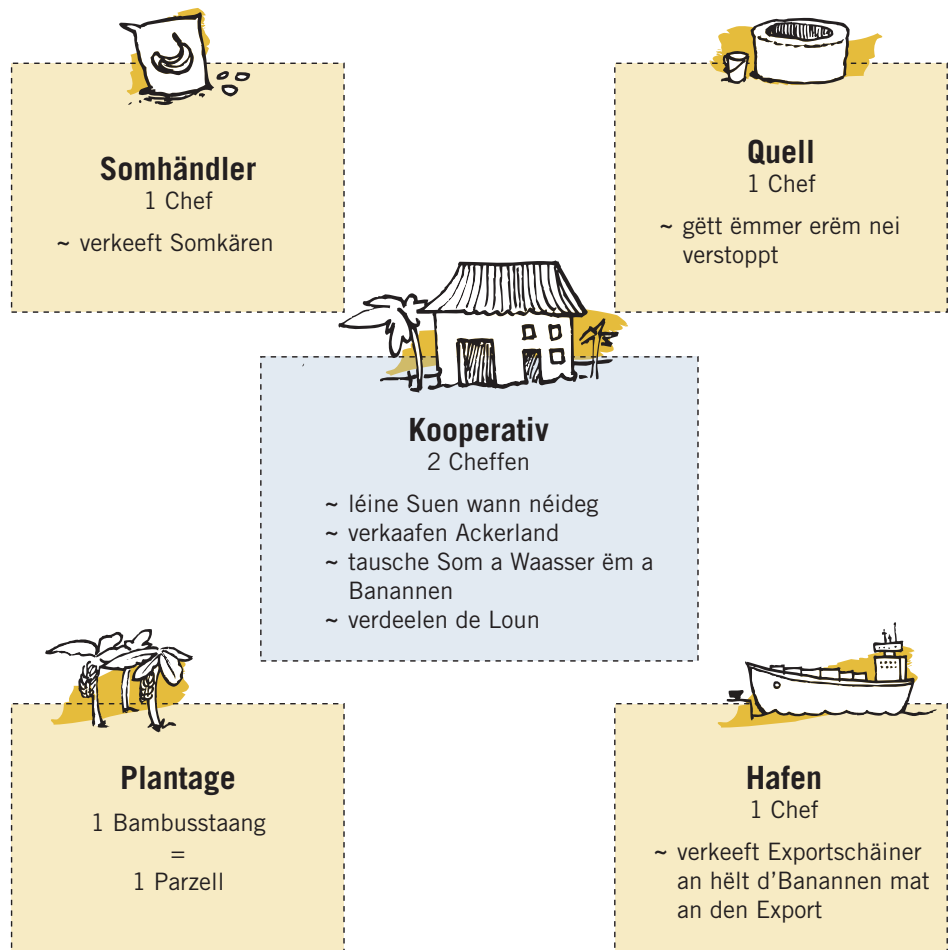 Somhändler
1 Chef
~ verkeeft Somkären
Quell
1 Chef
~ gëtt ëmmer erëm nei
verstoppt
Kooperativ
2 Cheffen
~ léine Suen wann néideg
~ verkaafen Ackerland
~ tausche Som a Waasser ëm a
Banannen
~ verdeelen de Loun
Plantage
1 Bambusstaang
=
1 Parzell
Hafen
1 Chef
~ verkeeft Exportschäiner
an hëlt d'Banannen mat
an den Export